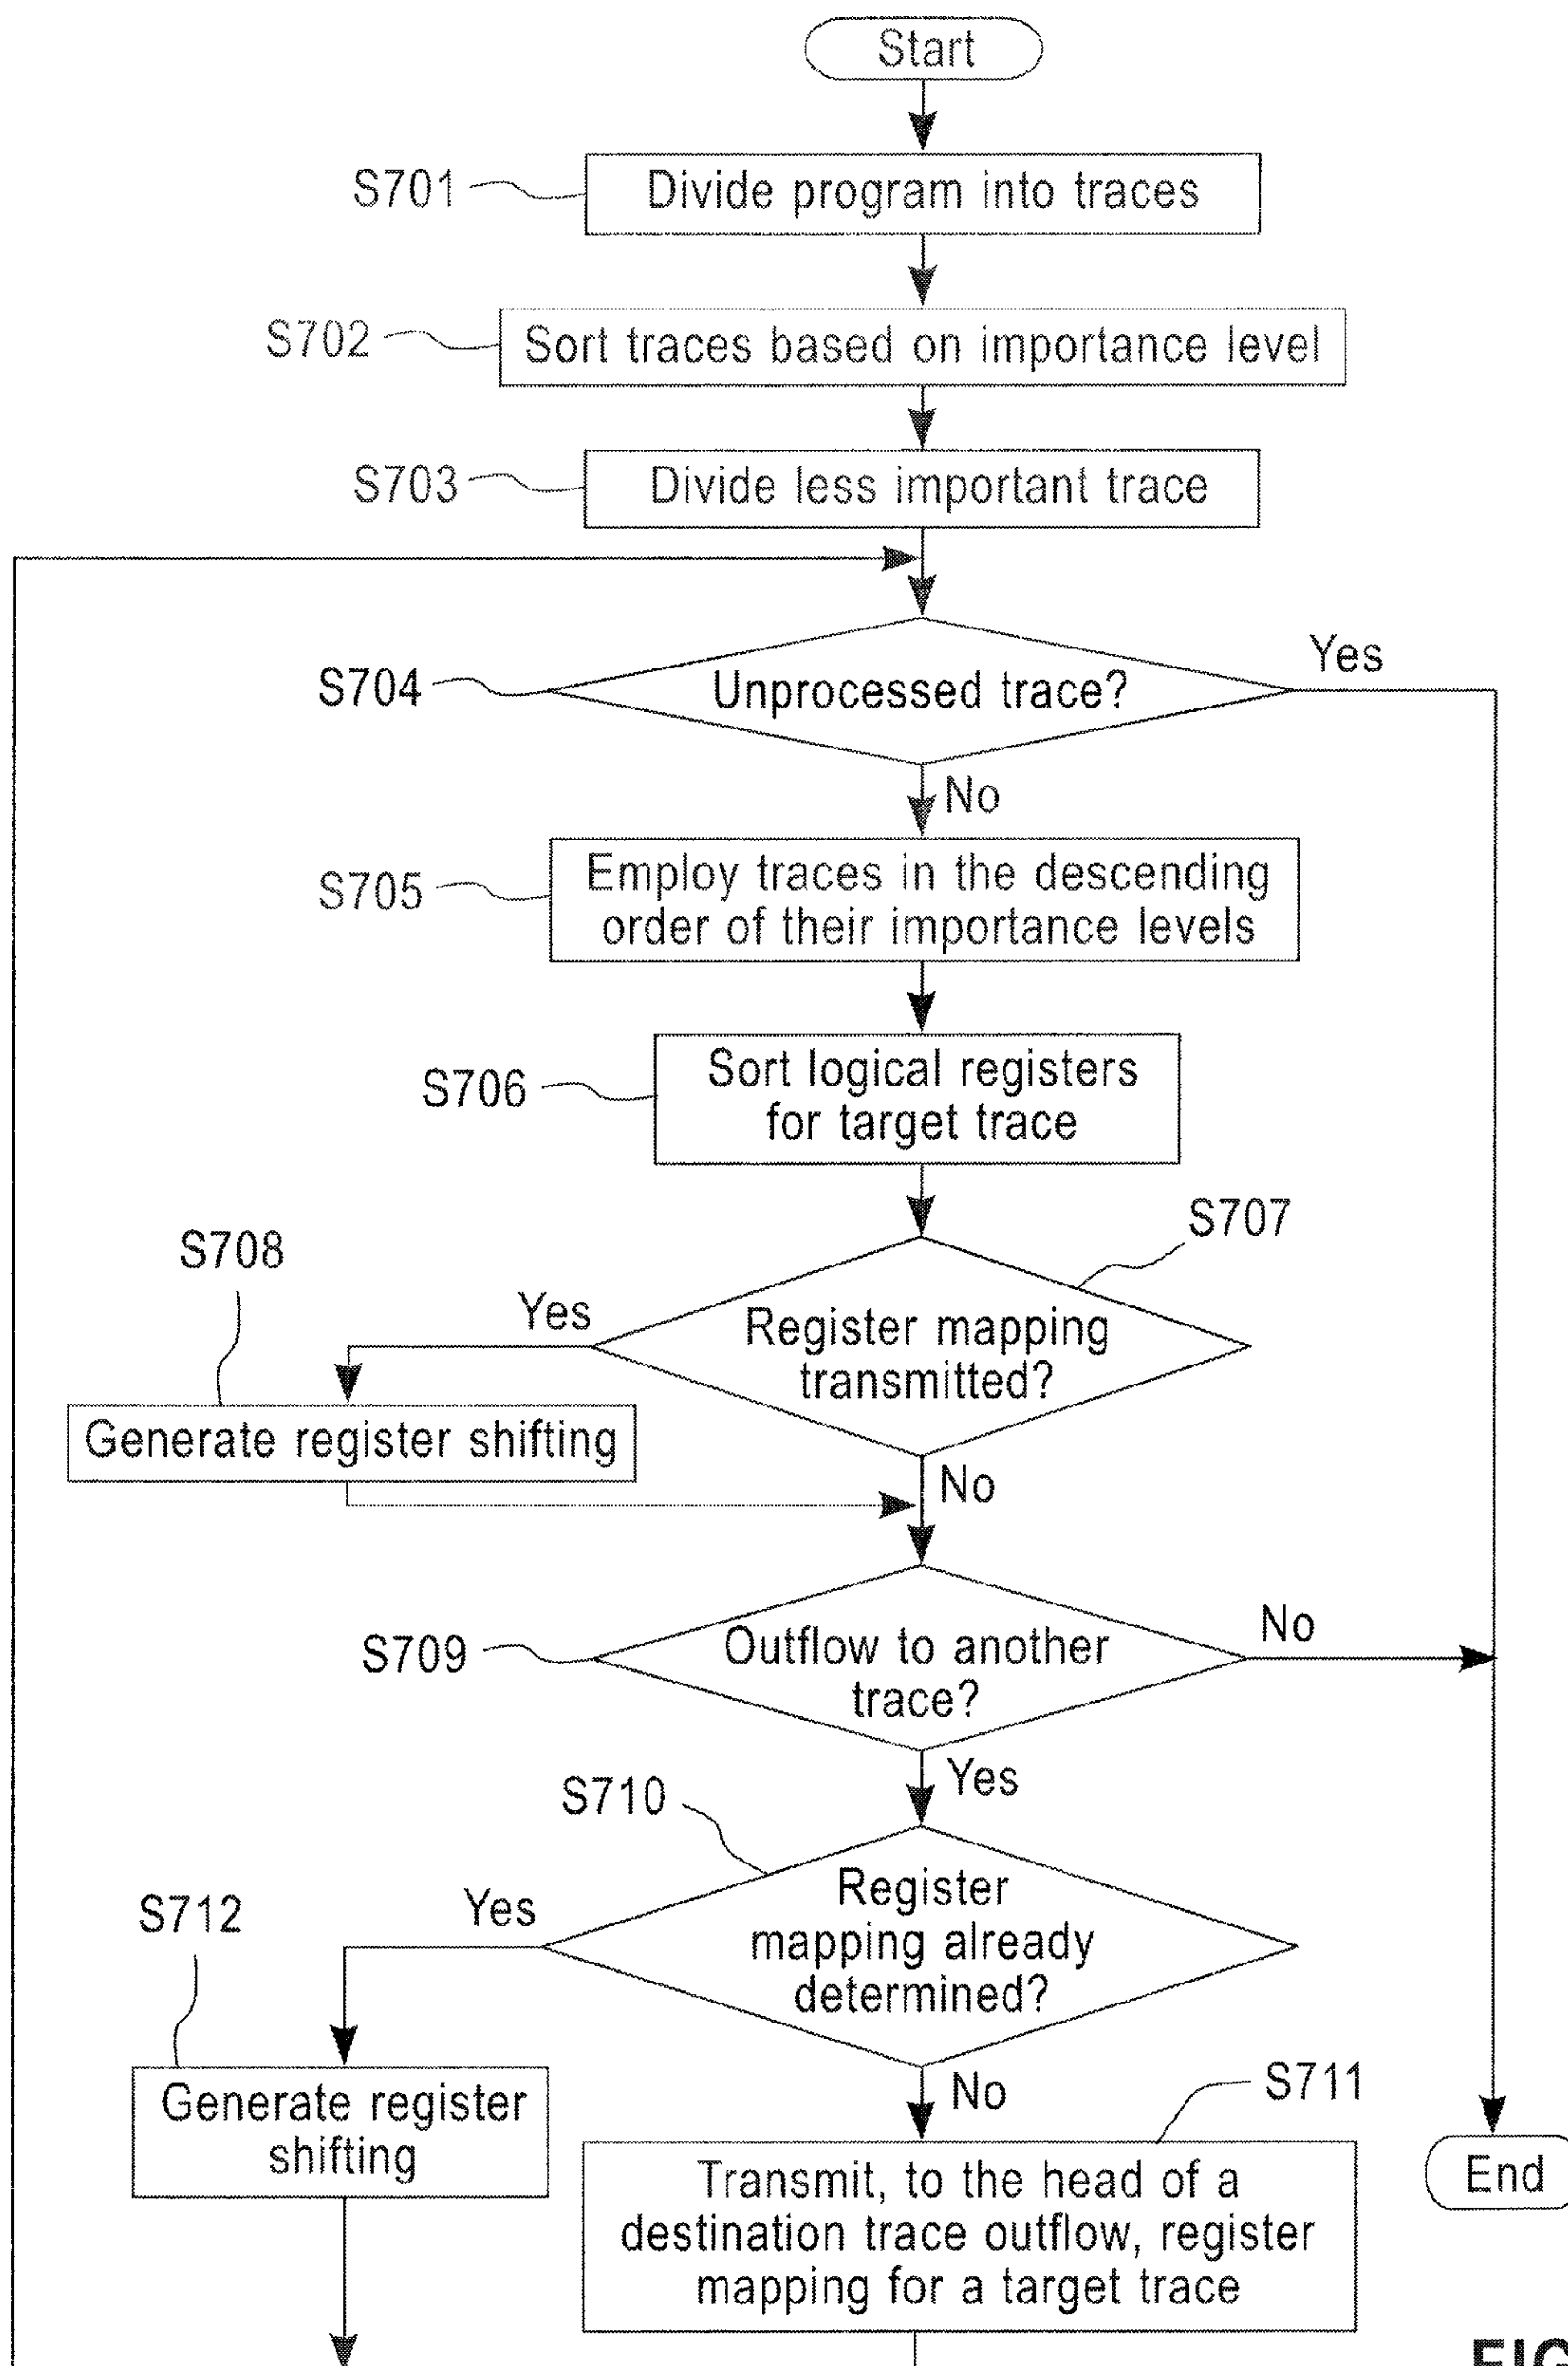 Start
S701
Divide program into traces
S702
Sort traces based on importance level
S703
Divide less important trace
S704
Unprocessed trace?
Yes
No
S705
Employ traces in the descending
order of their importance levels
S706
Sort logical registers
for target trace
S707
S708
Yes
Register mapping
transmitted?
Generate register shifting
No
S709
Outflow to another
trace?
No
Yes
S710
S712
Yes
Register
mapping already
determined?
No
S711
Generate register
shifting
Transmit, to the head of a
destination trace outflow, register
mapping for a target trace
End